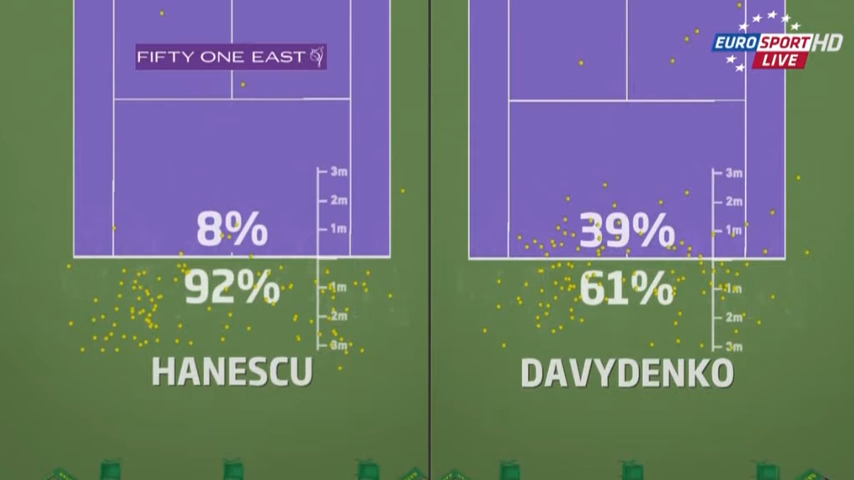 FIFTY ONE EAST
EUROSPORT HD
LIVE
3m
2m
1m
8%
92%
1m
2m
3m
HANESCU
3m
2m
1m
39%
61%
1m
2m
3m
DAVYDENKO